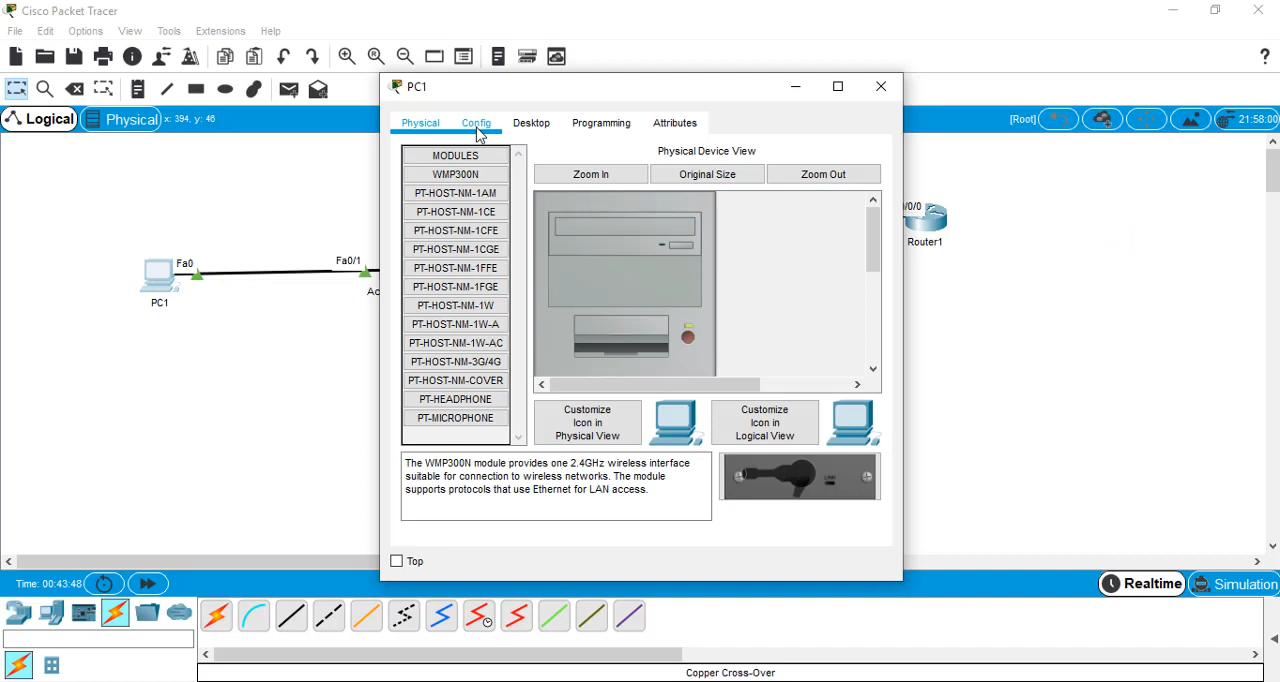 Cisco Packet Tracer
File Edit Options View Tools Extensions Help
?
Logical
Physical
x: 394, y: 46
[Root]
21:58:00
PC1
Physical
Config
Desktop
Programming
Attributes
MODULES
WMP300N
PT-HOST-NM-1AM
PT-HOST-NM-1CE
PT-HOST-NM-1CFE
PT-HOST-NM-1CGE
PT-HOST-NM-1FFE
PT-HOST-NM-1FGE
PT-HOST-NM-1W
PT-HOST-NM-1W-A
PT-HOST-NM-1W-AC
PT-HOST-NM-3G/4G
PT-HOST-NM-COVER
PT-HEADPHONE
PT-MICROPHONE
Physical Device View
Zoom In
Original Size
Zoom Out
Customize
Icon in
Physical View
Customize
Icon in
Logical View
The WMP300N module provides one 2.4GHz wireless interface
suitable for connection to wireless networks. The module
supports protocols that use Ethernet for LAN access.
Top
Fa0
PC1
Fa0/1
Ac
/0/0
Router1
Time: 00:43:48
Realtime
Simulation
Copper Cross-Over